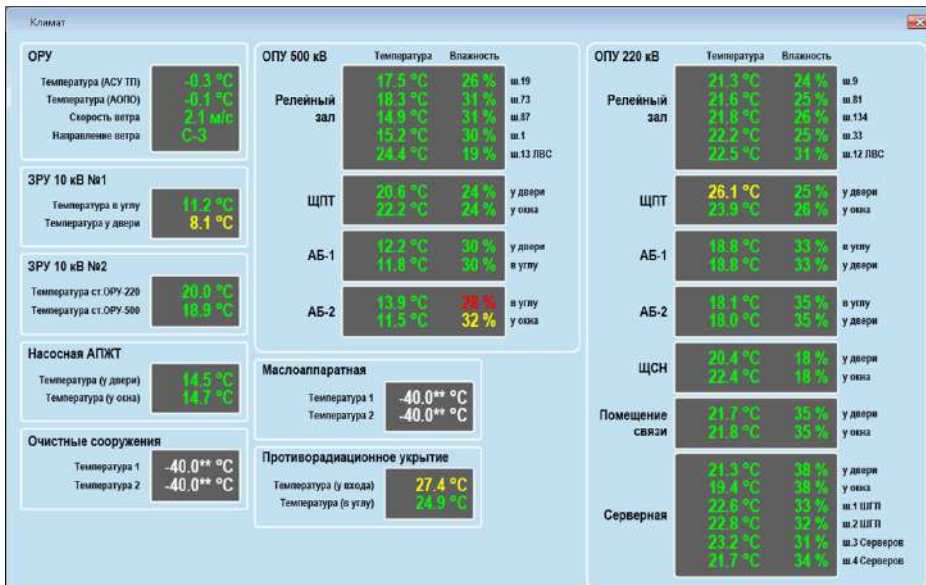 Климат
ОРУ
Температура (АСУ ТП) -0.3 °C
Температура (АОПО) -0.1 °C
Скорость ветра 2.1 м/с
Направление ветра С-З
ЗРУ 10 кВ №1
Температура в углу 11.2 °C
Температура у двери 8.1 °C
ЗРУ 10 кВ №2
Температура ст.ОРУ-220 20.0 °C
Температура ст.ОРУ-500 18.9 °C
Насосная АПЖТ
Температура (у двери) 14.5 °C
Температура (у окна) 14.7 °C
Очистные сооружения
Температура 1 -40.0** °C
Температура 2 -40.0** °C
ОПУ 500 кВ Температура Влажность
Релейный зал
17.5 °C 26 % ш.19
18.3 °C 31 % ш.73
14.9 °C 31 % ш.87
15.2 °C 30 % ш.1
24.4 °C 19 % ш.13 ЛВС
ЩПТ
20.6 °C 24 % у двери
22.2 °C 24 % у окна
АБ-1
12.2 °C 30 % у двери
11.8 °C 30 % в углу
АБ-2
13.9 °C 28 % в углу
11.5 °C 32 % у окна
Маслоаппаратная
Температура 1 -40.0** °C
Температура 2 -40.0** °C
Противорадиационное укрытие
Температура (у входа) 27.4 °C
Температура (в углу) 24.9 °C
ОПУ 220 кВ Температура Влажность
Релейный зал
21.3 °C 24 % ш.9
21.6 °C 25 % ш.81
21.8 °C 26 % ш.134
22.2 °C 25 % ш.33
22.5 °C 31 % ш.12 ЛВС
ЩПТ
26.1 °C 25 % у двери
23.9 °C 26 % у окна
АБ-1
18.8 °C 33 % в углу
18.8 °C 33 % у двери
АБ-2
18.1 °C 35 % в углу
18.0 °C 35 % у двери
ЩСН
20.4 °C 18 % у двери
22.4 °C 18 % у окна
Помещение связи
21.7 °C 35 % у двери
21.8 °C 35 % у окна
Серверная
21.3 °C 38 % у двери
19.4 °C 38 % у окна
22.6 °C 33 % ш.1 ШГП
22.8 °C 32 % ш.2 ШГП
23.2 °C 31 % ш.3 Серверов
21.7 °C 34 % ш.4 Серверов